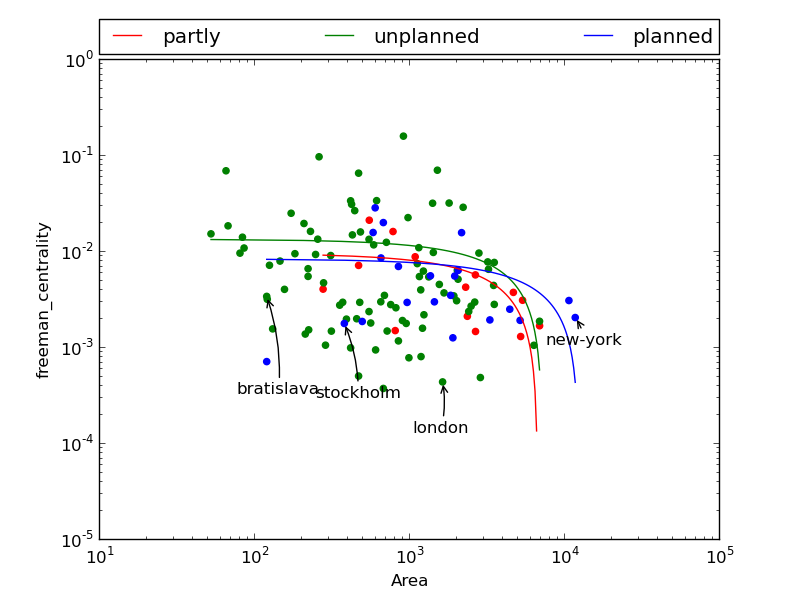 partly unplanned planned
10^0
10^-1
10^-2
10^-3
10^-4
10^-5
freeman_centrality
bratislava
stockholm
london
new-york
10^1 10^2 10^3 10^4 10^5
Area